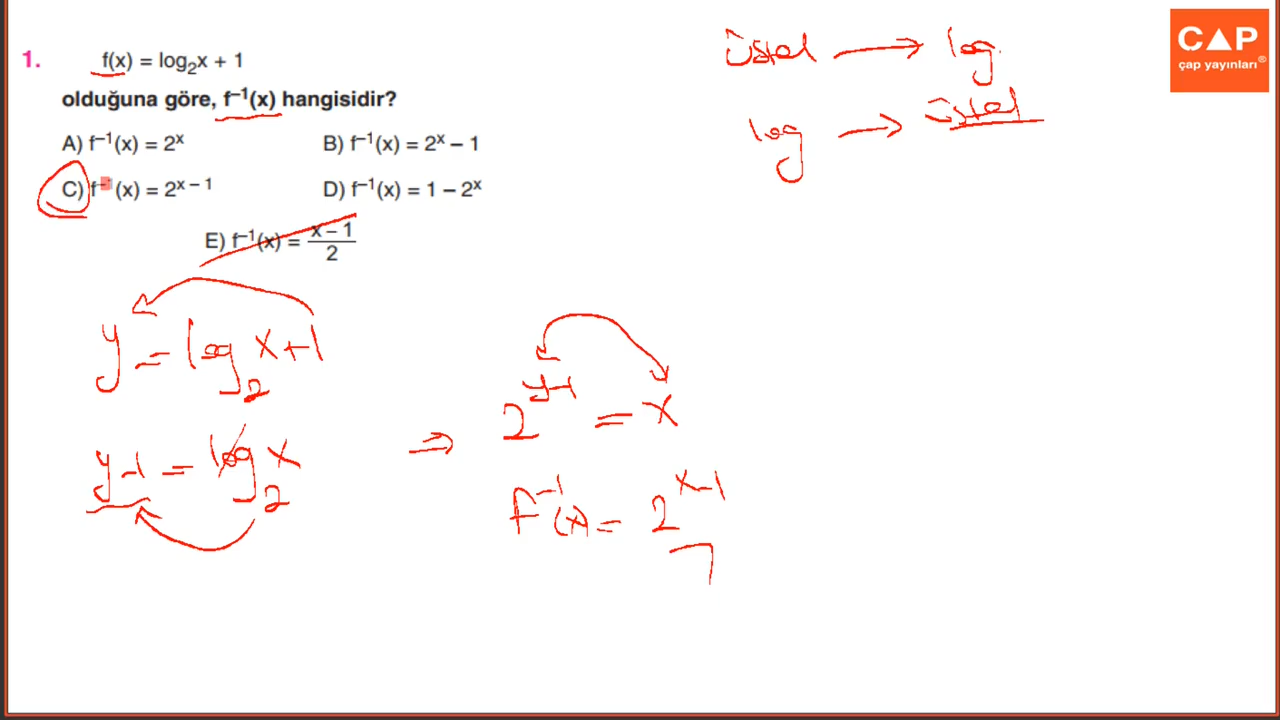 1. f(x) = log₂x + 1
olduğuna göre, f⁻¹(x) hangisidir?
A) f⁻¹(x) = 2ˣ B) f⁻¹(x) = 2ˣ – 1
C) f⁻¹(x) = 2ˣ ⁻ ¹ D) f⁻¹(x) = 1 – 2ˣ
E) f⁻¹(x) = x – 1 / 2
ÇAP
çap yayınları®
üstel → log
log → üstel
y = log₂ x + 1
y-1 = log₂ x
⇒ 2ʸ⁻¹ = x
f⁻¹(x) = 2ˣ⁻¹